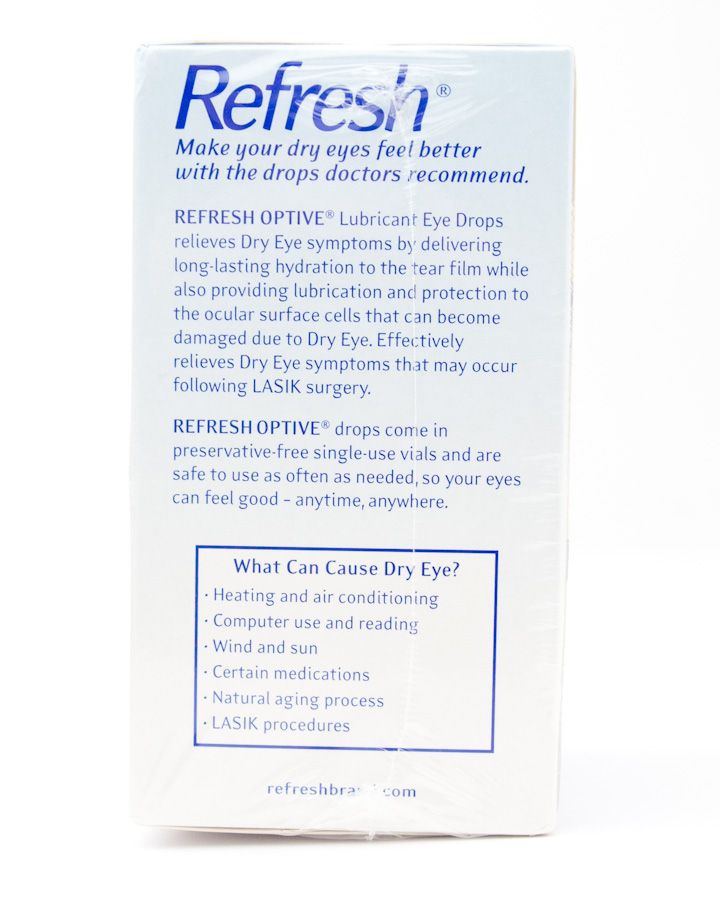 Refresh®
Make your dry eyes feel better
with the drops doctors recommend.
REFRESH OPTIVE® Lubricant Eye Drops
relieves Dry Eye symptoms by delivering
long-lasting hydration to the tear film while
also providing lubrication and protection to
the ocular surface cells that can become
damaged due to Dry Eye. Effectively
relieves Dry Eye symptoms that may occur
following LASIK surgery.
REFRESH OPTIVE® drops come in
preservative-free single-use vials and are
safe to use as often as needed, so your eyes
can feel good – anytime, anywhere.
What Can Cause Dry Eye?
· Heating and air conditioning
· Computer use and reading
· Wind and sun
· Certain medications
· Natural aging process
· LASIK procedures
refreshbrand.com